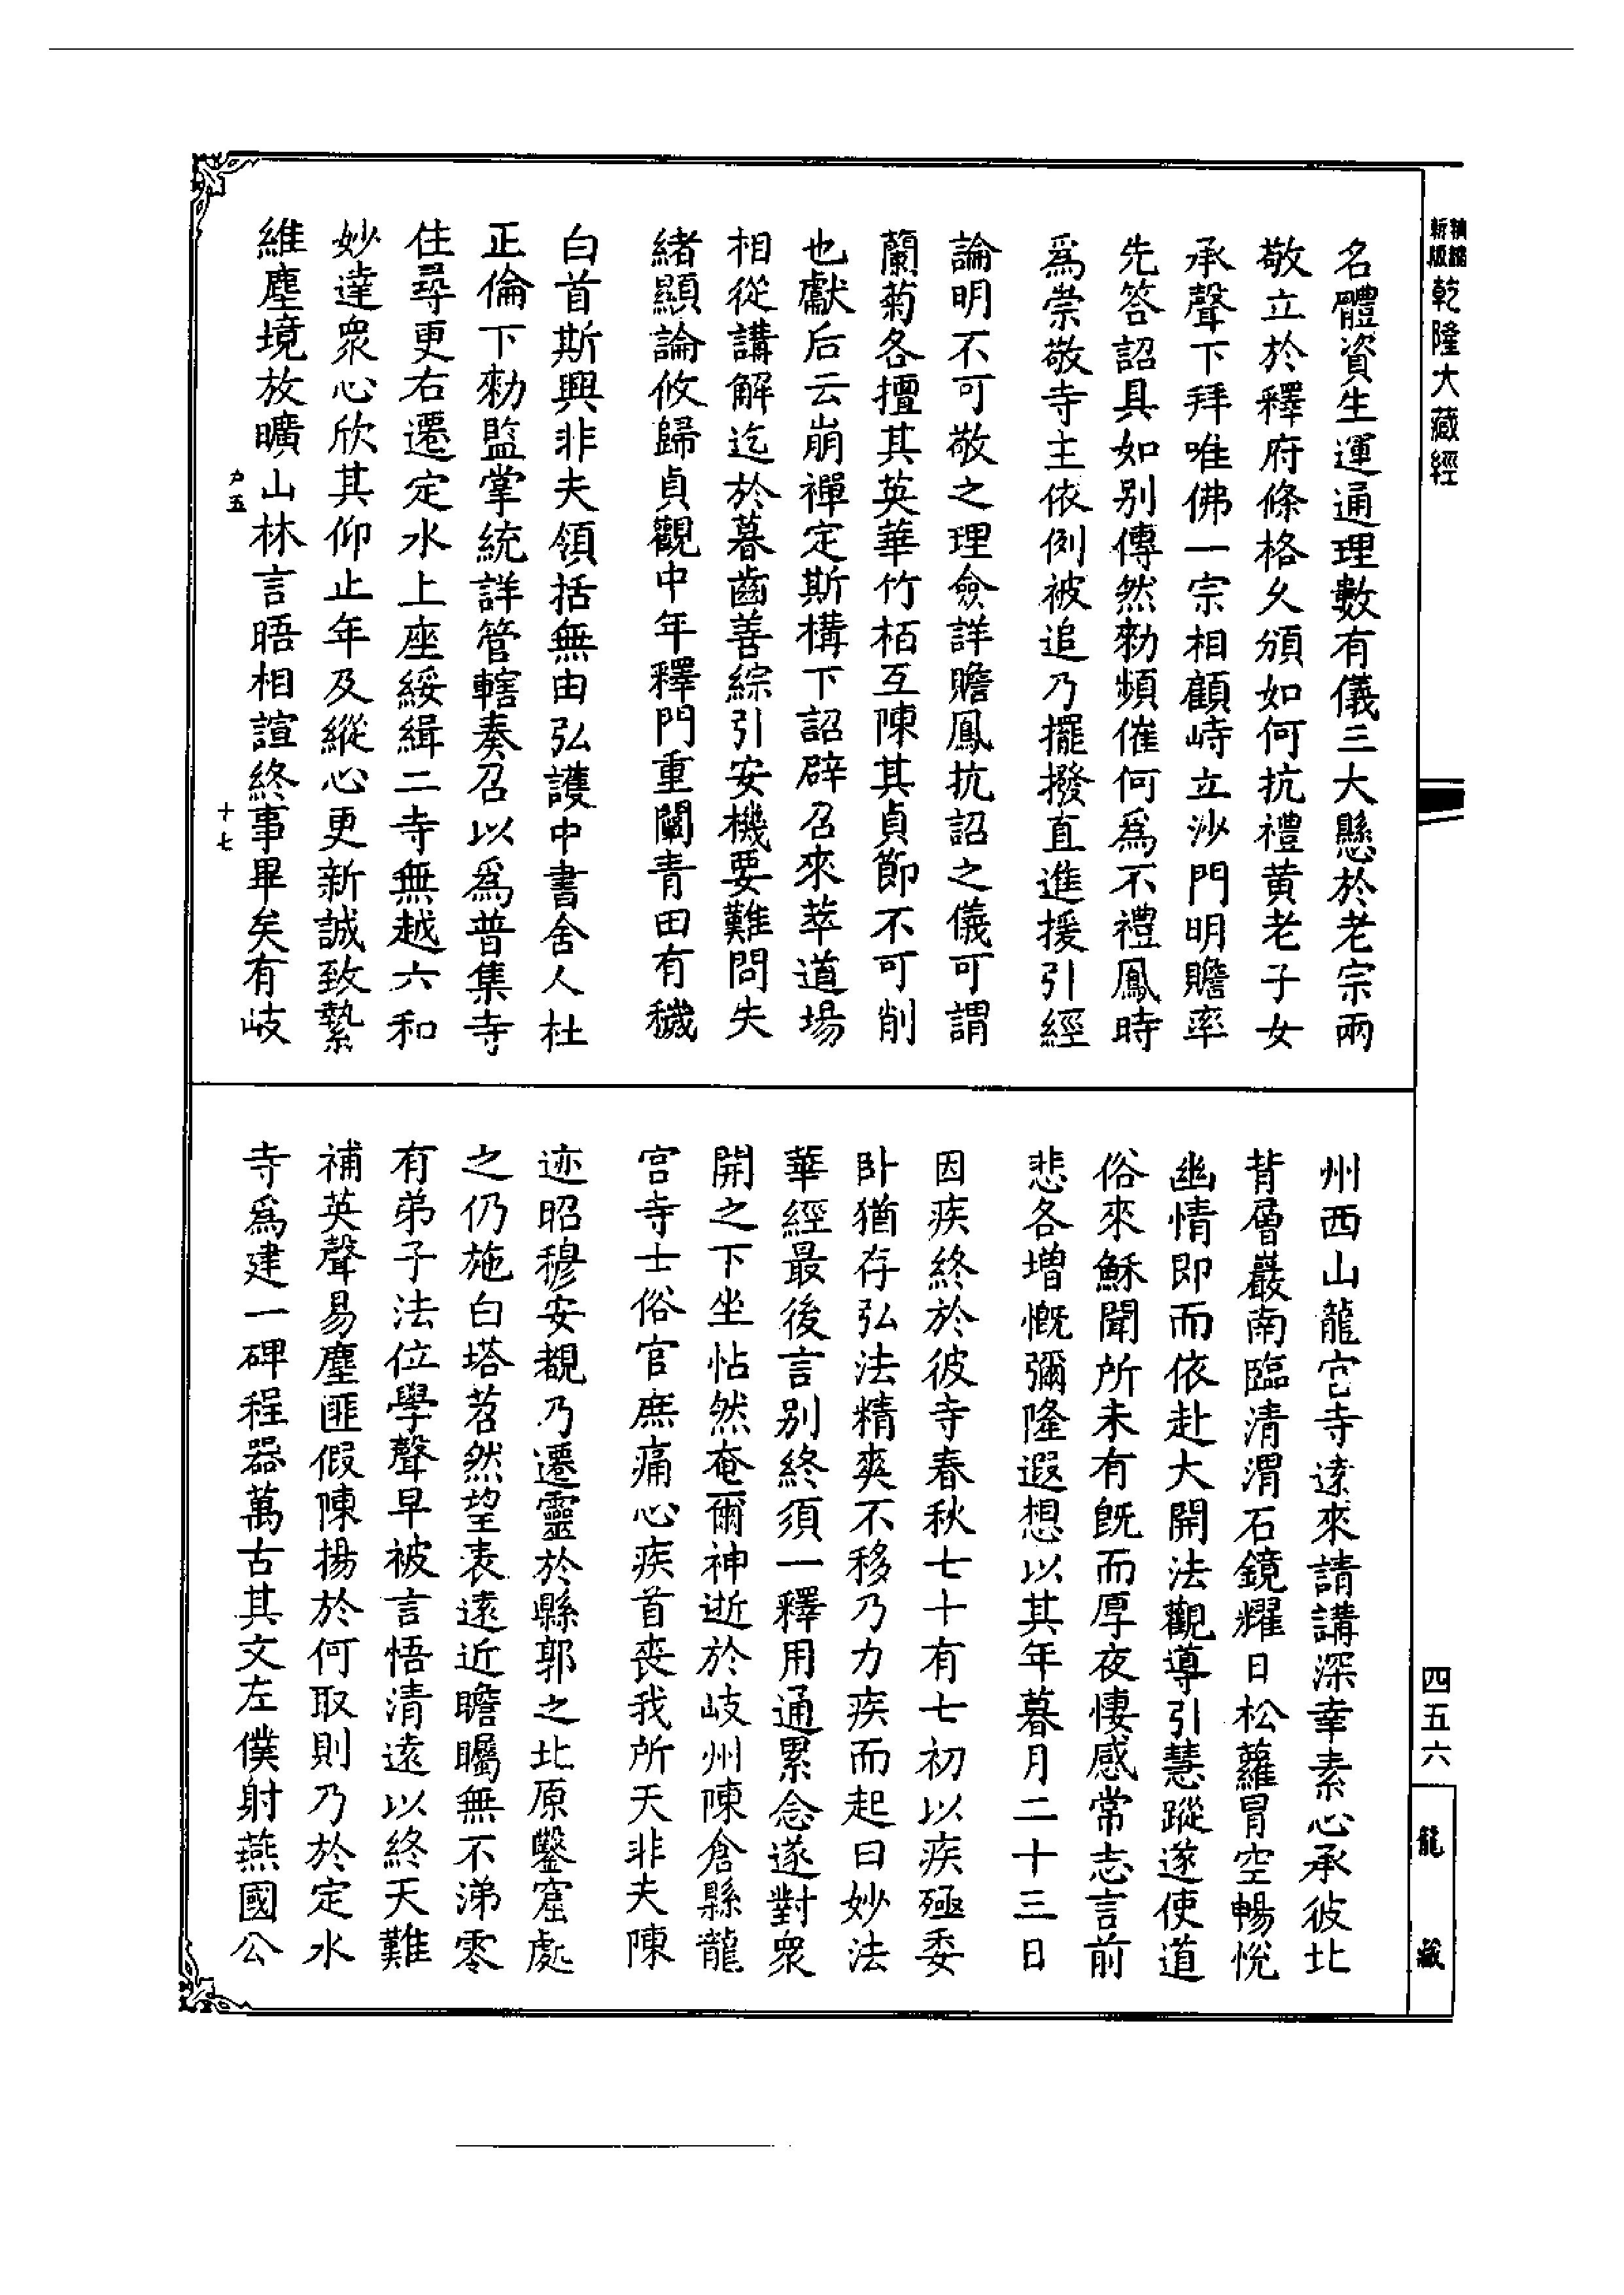 精縮
新版
乾隆大藏經
名體資生運通理數有儀三大懸於老宗兩
敬立於釋府條格久頒如何抗禮黃老子女
承聲下拜唯佛一宗相顧峙立沙門明贍率
先答詔具如別傳然勑頻催何爲不禮鳳時
爲崇敬寺主依例被追乃擺撥直進援引經
論明不可敬之理僉詳贍鳳抗詔之儀可謂
蘭菊各擅其英華竹栢互陳其貞節不可削
也獻后云崩禪定斯構下詔辟召來萃道場
相從講解迄於暮齒善綜引安機要難問失
緒顯論攸歸貞觀中年釋門重闡青田有穢
白首斯興非夫領括無由弘護中書舍人杜
正倫下勑監掌統詳管轄奏召以爲普集寺
住尋更右遷定水上座綏緝二寺無越六和
妙達衆心欣其仰止年及縱心更新誠致縶
維塵境放曠山林言晤相諠終事畢矣有岐
户五
十七
州西山龍宫寺逺來請講深幸素心承彼北
背層巖南臨清渭石鏡耀日松蘿冒空暢悅
幽情即而依赴大開法觀導引慧蹤遂使道
俗來穌聞所未有旣而厚夜悽感常志言前
悲各增慨彌隆遐想以其年暮月二十三日
因疾終於彼寺春秋七十有七初以疾殛委
卧猶存弘法精爽不移乃力疾而起曰妙法
華經最後言別終須一釋用通累念遂對衆
開之下坐怗然奄爾神逝於岐州陳倉縣龍
宫寺士俗官庶痛心疾首丧我所天非夫陳
迹昭穆安覩乃遷靈於縣郭之北原鑿窟處
之仍施白塔苕然望表逺近瞻矚無不涕零
有弟子法位學聲早被言悟清逺以終天難
補英聲易塵匪假陳揚於何取則乃於定水
寺爲建一碑程器萬古其文左僕射燕國公
四五六
龍藏